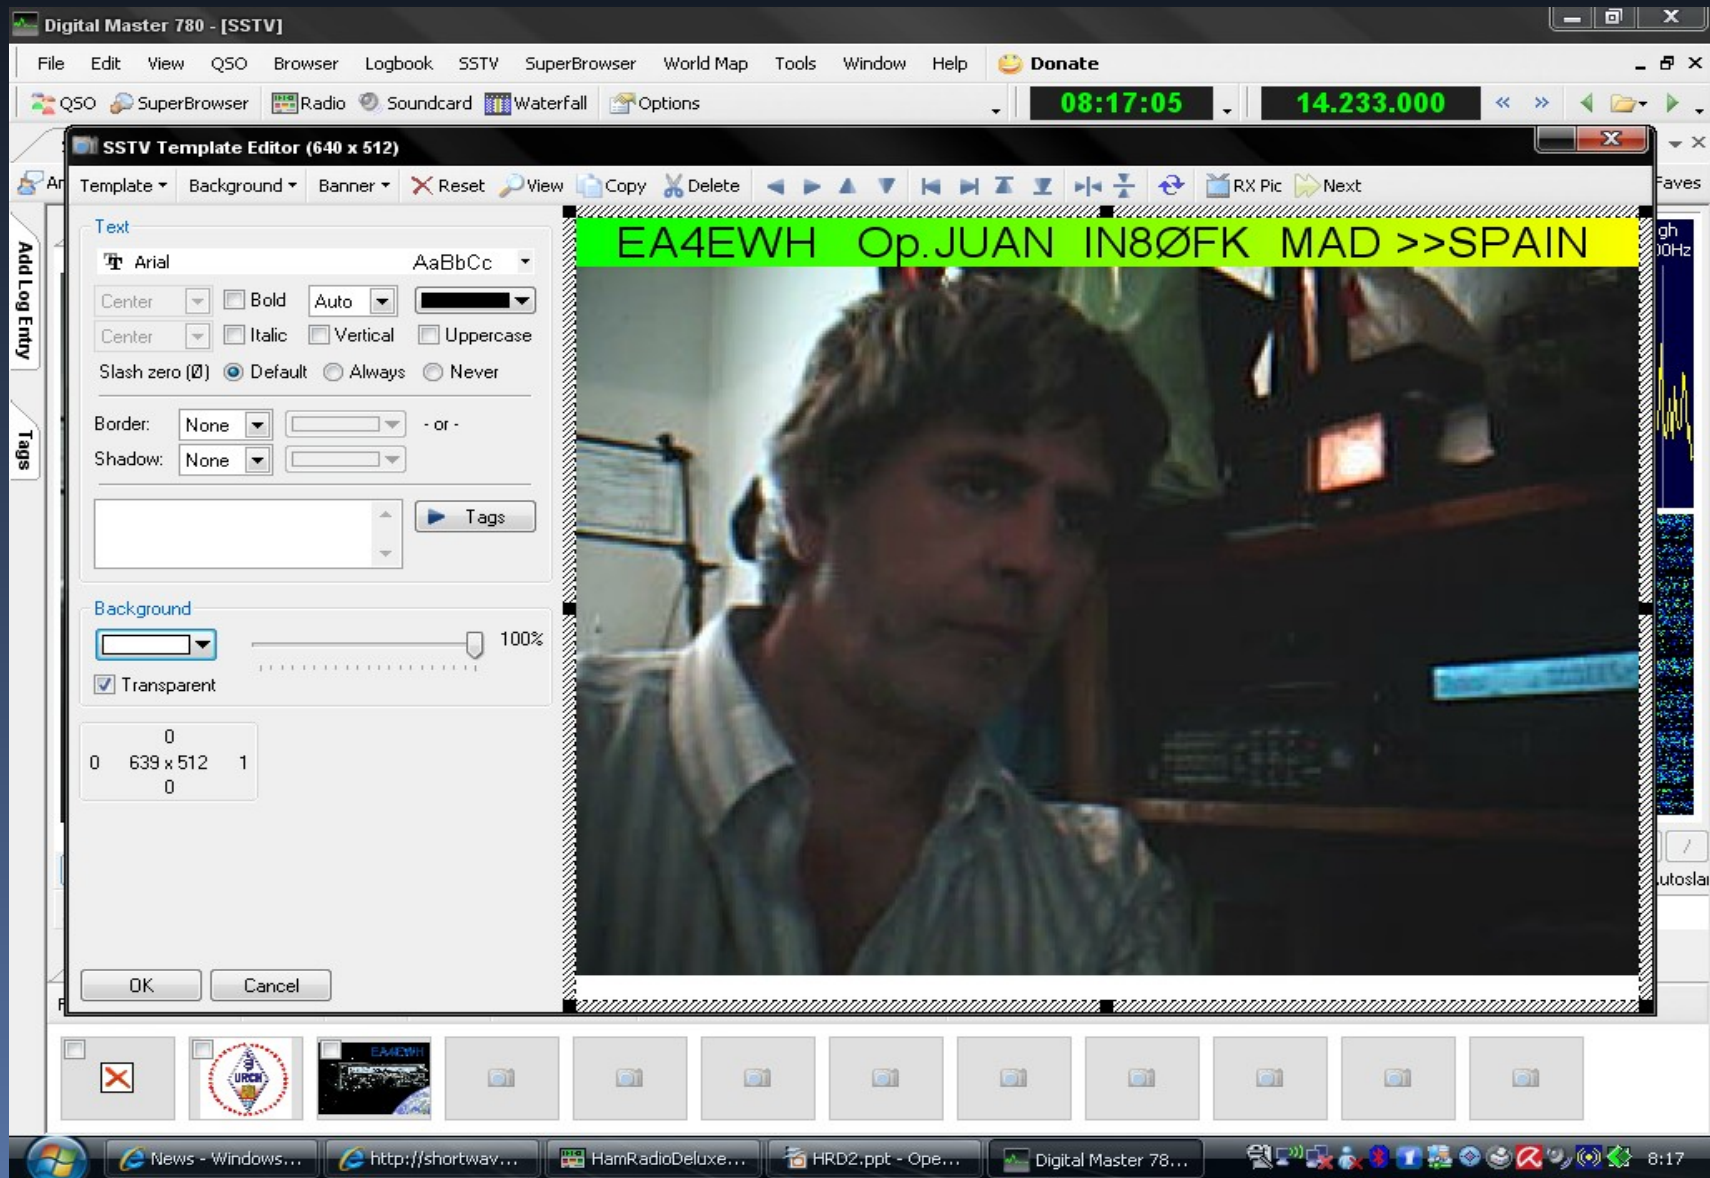 Digital Master 780 - [SSTV]
File Edit View QSO Browser Logbook SSTV SuperBrowser World Map Tools Window Help Donate
QSO SuperBrowser Radio Soundcard Waterfall Options 08:17:05 14.233.000
SSTV Template Editor (640 x 512)
Template Background Banner Reset View Copy Delete RX Pic Next
Faves
Add Log Entry
Tags
Text
Arial AaBbCc
Center Bold Auto
Center Italic Vertical Uppercase
Slash zero (Ø) Default Always Never
Border: None - or -
Shadow: None
Tags
Background
100%
Transparent
0
0 639 x 512 1
0
OK Cancel
EA4EWH Op.JUAN IN8ØFK MAD >>SPAIN
EA4EWH
News - Windows... http://shortwav... HamRadioDeluxe... HRD2.ppt - Ope... Digital Master 78... 8:17